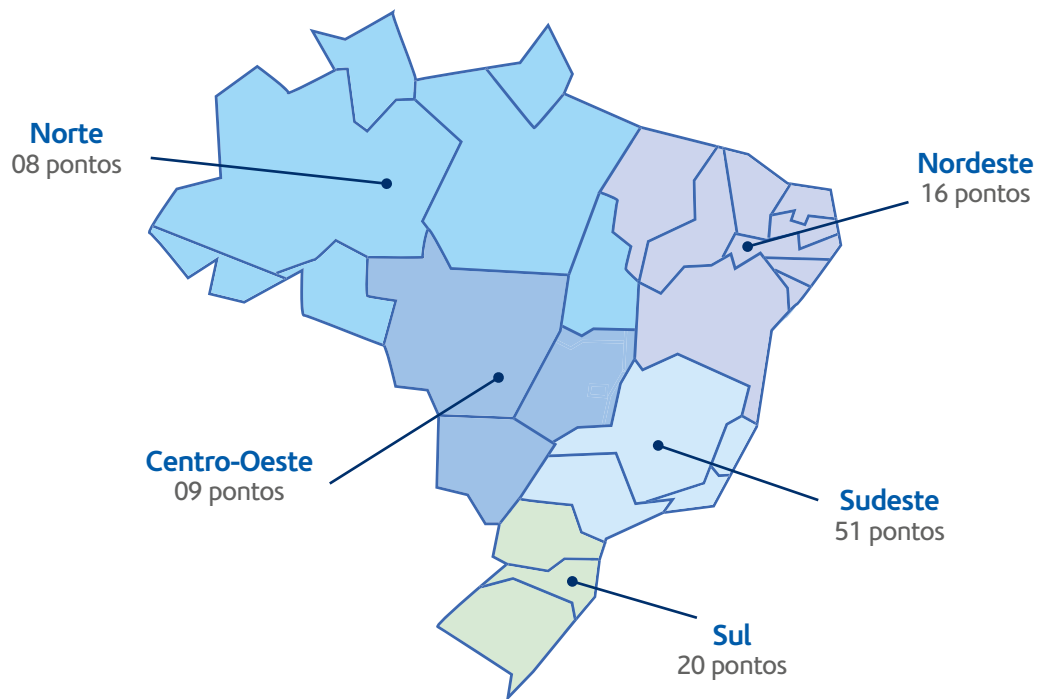 Norte
08 pontos
Nordeste
16 pontos
Centro-Oeste
09 pontos
Sudeste
51 pontos
Sul
20 pontos